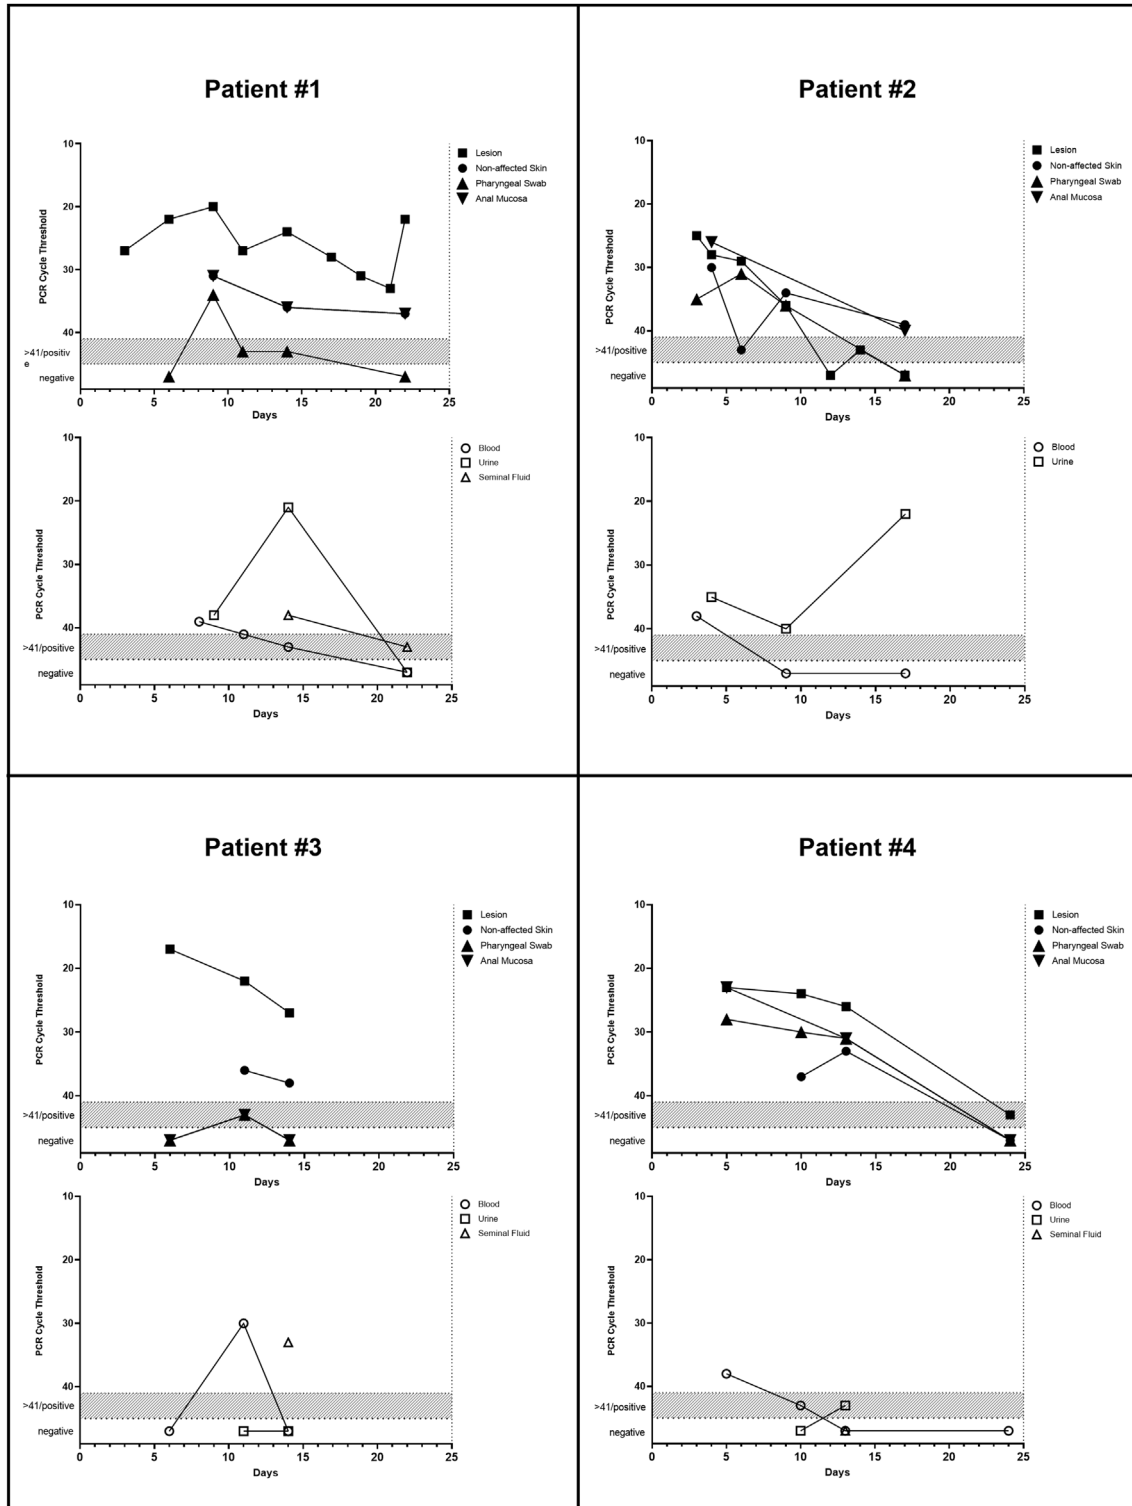 Patient #1
10
20
30
40
>41/positiv
e
negative
PCR Cycle Threshold
0 5 10 15 20 25
Days
Lesion
Non-affected Skin
Pharyngeal Swab
Anal Mucosa
10
20
30
40
>41/positive
negative
PCR Cycle Threshold
0 5 10 15 20 25
Days
Blood
Urine
Seminal Fluid
Patient #2
10
20
30
40
>41/positive
negative
PCR Cycle Threshold
0 5 10 15 20 25
Days
Lesion
Non-affected Skin
Pharyngeal Swab
Anal Mucosa
10
20
30
40
>41/positive
negative
PCR Cycle Threshold
0 5 10 15 20 25
Days
Blood
Urine
Patient #3
10
20
30
40
>41/positive
negative
PCR Cycle Threshold
0 5 10 15 20 25
Days
Lesion
Non-affected Skin
Pharyngeal Swab
Anal Mucosa
10
20
30
40
>41/positive
negative
PCR Cycle Threshold
0 5 10 15 20 25
Days
Blood
Urine
Seminal Fluid
Patient #4
10
20
30
40
>41/positive
negative
PCR Cycle Threshold
0 5 10 15 20 25
Days
Lesion
Non-affected Skin
Pharyngeal Swab
Anal Mucosa
10
20
30
40
>41/positive
negative
PCR Cycle Threshold
0 5 10 15 20 25
Days
Blood
Urine
Seminal Fluid